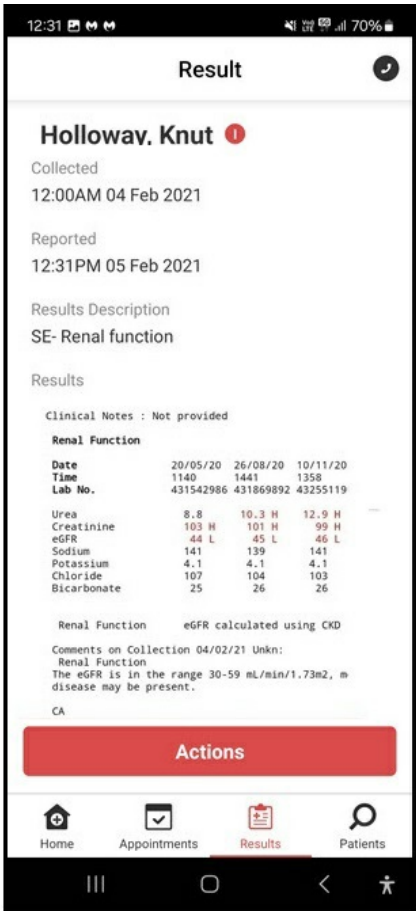 12:31 70%
Result
Holloway, Knut !
Collected
12:00AM 04 Feb 2021
Reported
12:31PM 05 Feb 2021
Results Description
SE- Renal function
Results
Clinical Notes : Not provided
Renal Function
Date 20/05/20 26/08/20 10/11/20
Time 1140 1441 1358
Lab No. 431542986 431869892 43255119
Urea 8.8 10.3 H 12.9 H
Creatinine 103 H 101 H 99 H
eGFR 44 L 45 L 46 L
Sodium 141 139 141
Potassium 4.1 4.1 4.1
Chloride 107 104 103
Bicarbonate 25 26 26
Renal Function eGFR calculated using CKD
Comments on Collection 04/02/21 Unkn:
Renal Function
The eGFR is in the range 30-59 mL/min/1.73m2, m
disease may be present.
CA
Actions
Home Appointments Results Patients